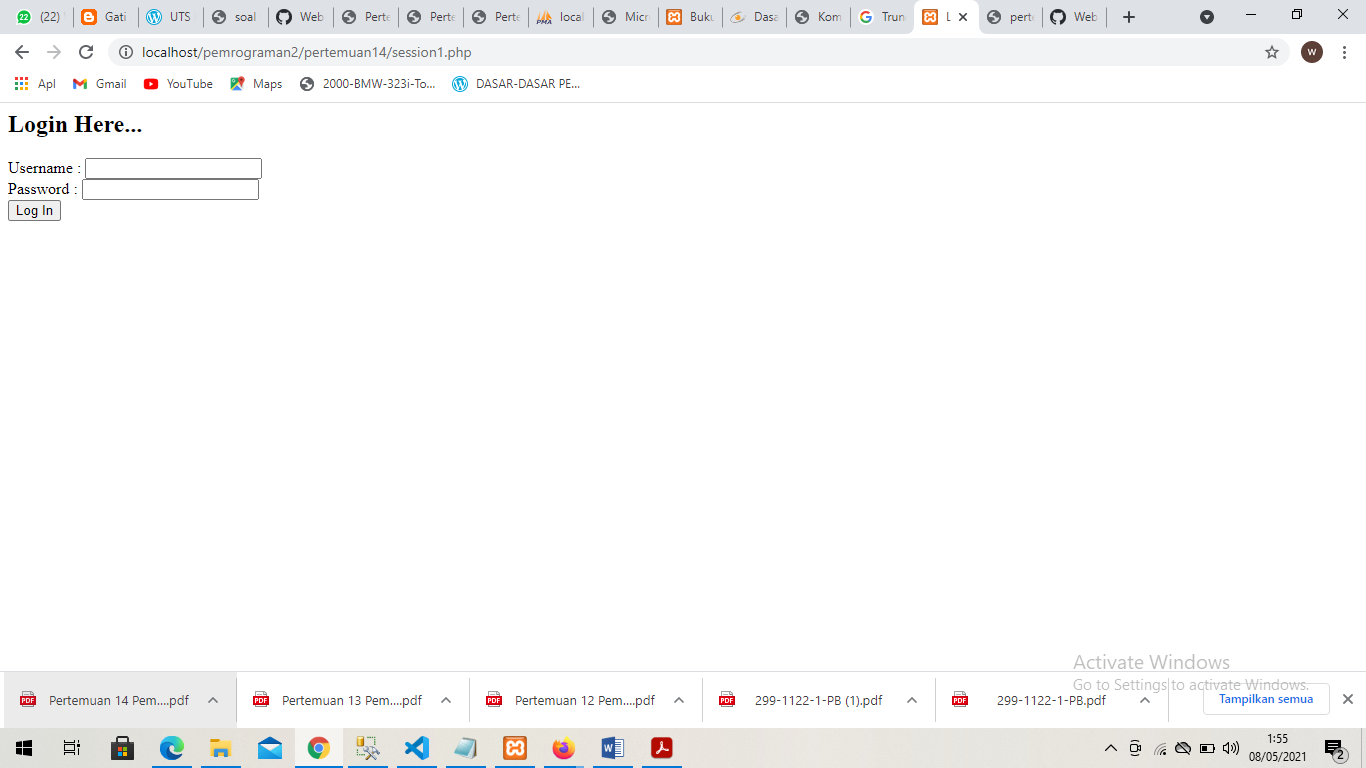 22 (22) Gati UTS soal Web Perte Perte Perte PMA local Micr Buku Dasa Kom Trun L pert Web
localhost/pemrograman2/pertemuan14/session1.php W
Apl Gmail YouTube Maps 2000-BMW-323i-To... DASAR-DASAR PE...
Login Here...
Username :
Password :
Log In
Activate Windows
Go to Settings to activate Windows.
Pertemuan 14 Pem....pdf Pertemuan 13 Pem....pdf Pertemuan 12 Pem....pdf 299-1122-1-PB (1).pdf 299-1122-1-PB.pdf Tampilkan semua
1:55
08/05/2021
2